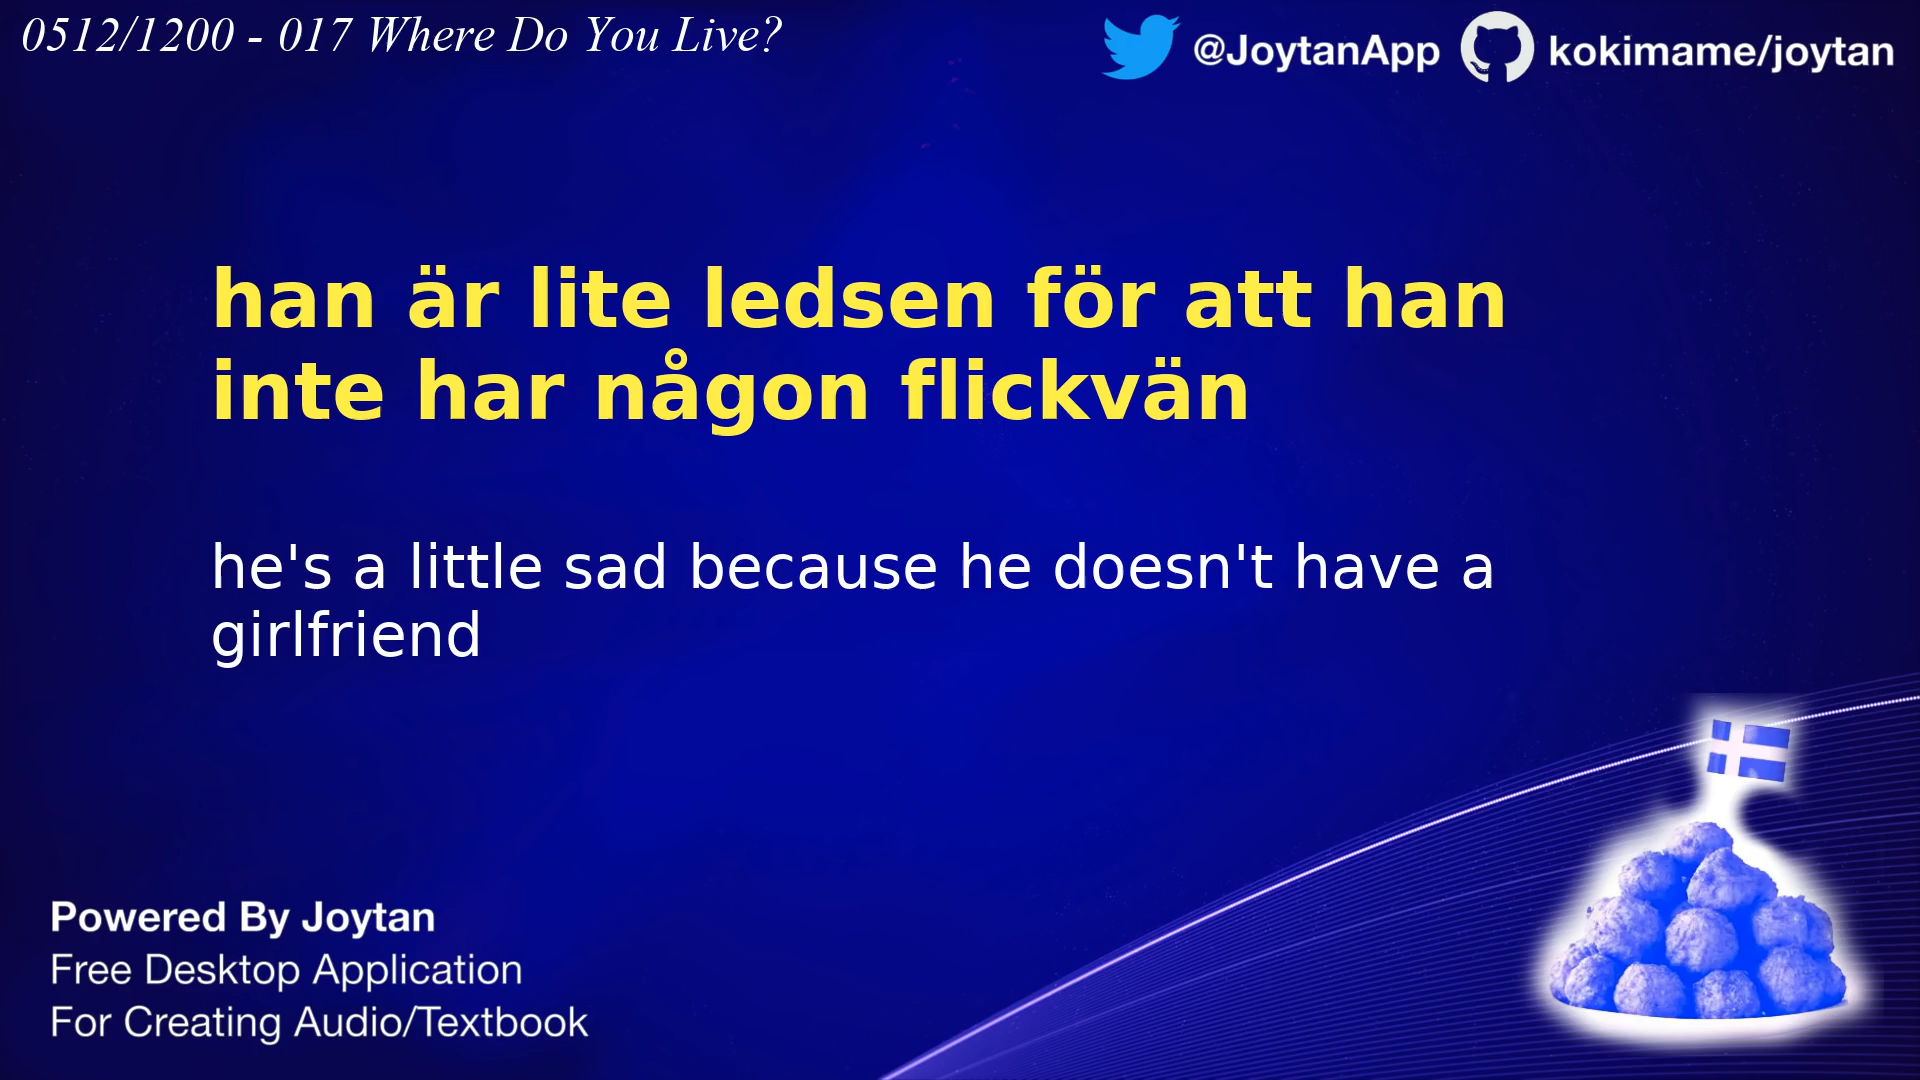 0512/1200 - 017 Where Do You Live?
@JoytanApp kokimame/joytan
han är lite ledsen för att han
inte har någon flickvän
he's a little sad because he doesn't have a
girlfriend
Powered By Joytan
Free Desktop Application
For Creating Audio/Textbook